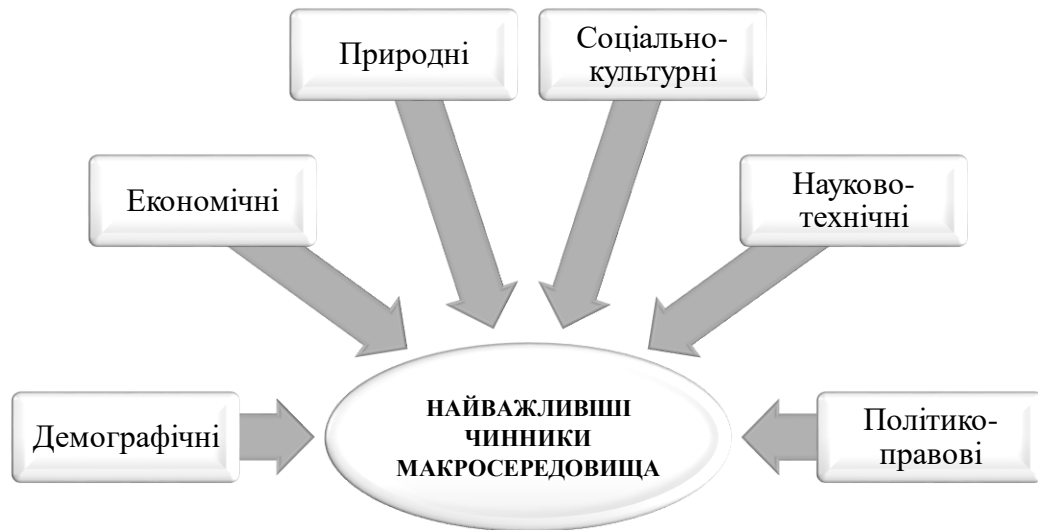 Природні
Соціально-
культурні
Економічні
Науково-
технічні
Демографічні
НАЙВАЖЛИВІШІ
ЧИННИКИ
МАКРОСЕРЕДОВИЩА
Політико-
правові